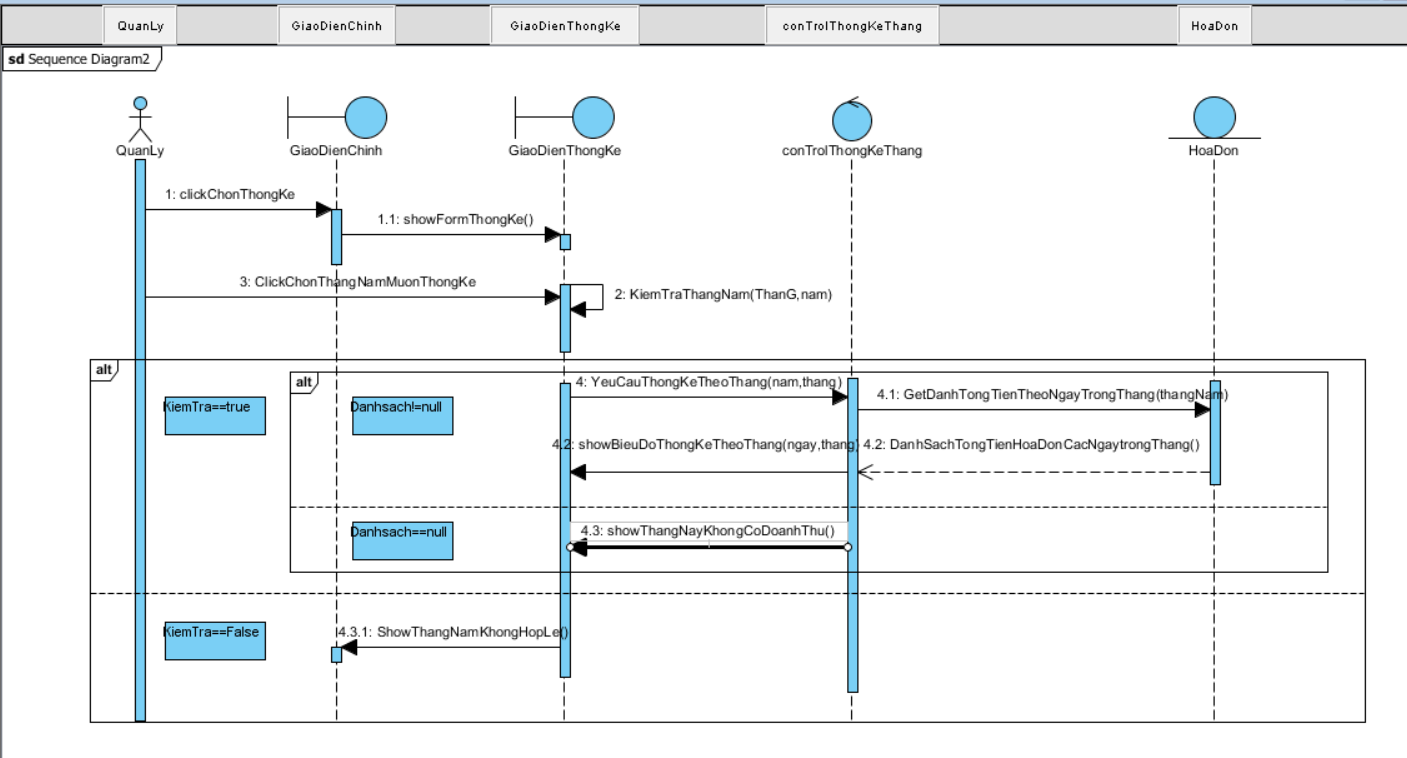 QuanLy
GiaoDienChinh
GiaoDienThongKe
conTrolThongKeThang
HoaDon
sd Sequence Diagram2
QuanLy
GiaoDienChinh
GiaoDienThongKe
conTrolThongKeThang
HoaDon
1: clickChonThongKe
1.1: showFormThongKe()
3: ClickChonThangNamMuonThongKe
2: KiemTraThangNam(ThanG,nam)
alt
alt
4: YeuCauThongKeTheoThang(nam,thang)
4.1: GetDanhTongTienTheoNgayTrongThang(thangNam)
KiemTra==true
Danhsach!=null
4.2: showBieuDoThongKeTheoThang(ngay,thang)
4.2: DanhSachTongTienHoaDonCacNgaytrongThang()
Danhsach==null
4.3: showThangNayKhongCoDoanhThu()
KiemTra==False
4.3.1: ShowThangNamKhongHopLe()